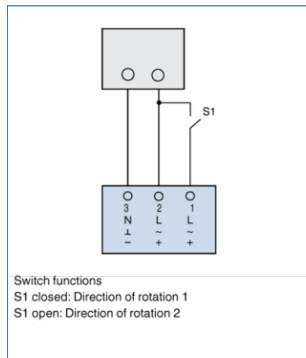 S1
3 2 1
N L L
⊥ ~ ~
− + +
Switch functions
S1 closed: Direction of rotation 1
S1 open: Direction of rotation 2